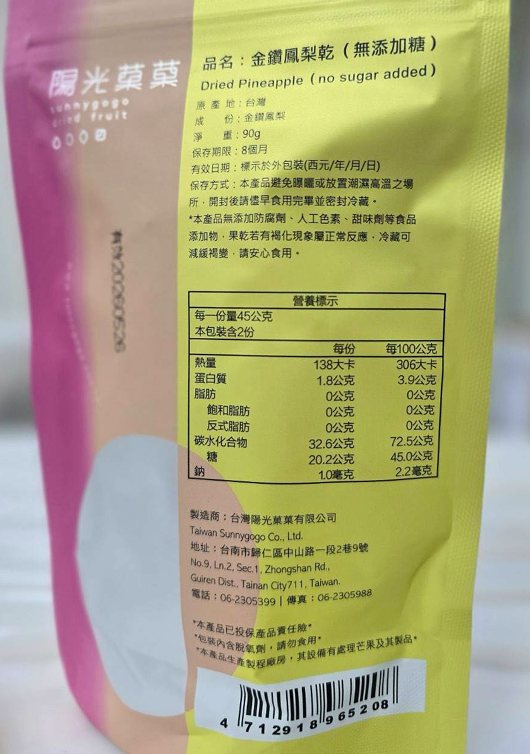 陽光菓菓
sunnygogo
dried fruit
品名：金鑽鳳梨乾（無添加糖）
Dried Pineapple (no sugar added)
原產地：台灣
成份：金鑽鳳梨
淨重：90g
保存期限：8個月
有效日期：標示於外包裝(西元/年/月/日)
保存方式：本產品避免曝曬或放置潮濕高溫之場
所，開封後請儘早食用完畢並密封冷藏。
*本產品無添加防腐劑、人工色素、甜味劑等食品
添加物，果乾若有褐化現象屬正常反應，冷藏可
減緩褐變，請安心食用。
營養標示
每一份量45公克
本包裝含2份
每份 每100公克
熱量 138大卡 306大卡
蛋白質 1.8公克 3.9公克
脂肪 0公克 0公克
飽和脂肪 0公克 0公克
反式脂肪 0公克 0公克
碳水化合物 32.6公克 72.5公克
糖 20.2公克 45.0公克
鈉 1.0毫克 2.2毫克
製造商：台灣陽光菓菓有限公司
Taiwan Sunnygogo Co., Ltd.
地址：台南市歸仁區中山路一段2巷9號
No.9, Ln.2, Sec.1, Zhongshan Rd.,
Guiren Dist., Tainan City711, Taiwan.
電話：06-2305399 | 傳真：06-2305988
*本產品已投保產品責任險*
*包裝內含脫氧劑，請勿食用*
*本產品生產製程廠房，其設備有處理芒果及其製品*
4 712918 965208